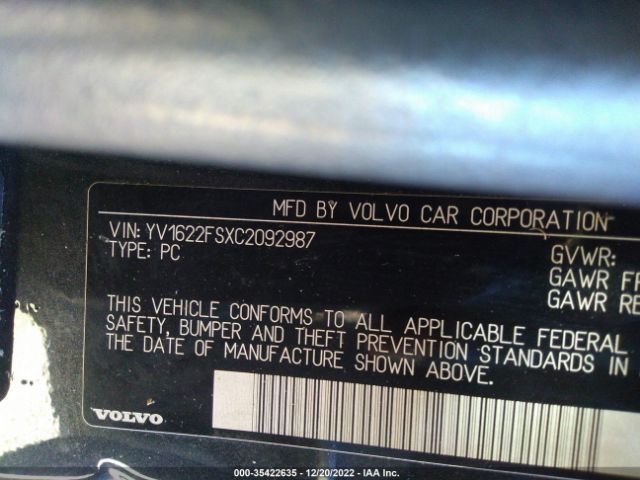 MFD BY VOLVO CAR CORPORATION
VIN: YV1622FSXC2092987
TYPE: PC
GVWR:
GAWR FR
GAWR RE
THIS VEHICLE CONFORMS TO ALL APPLICABLE FEDERAL
SAFETY, BUMPER AND THEFT PREVENTION STANDARDS IN
THE DATE OF MANUFACTURE SHOWN ABOVE.
VOLVO
000-35422635 - 12/20/2022 - IAA Inc.